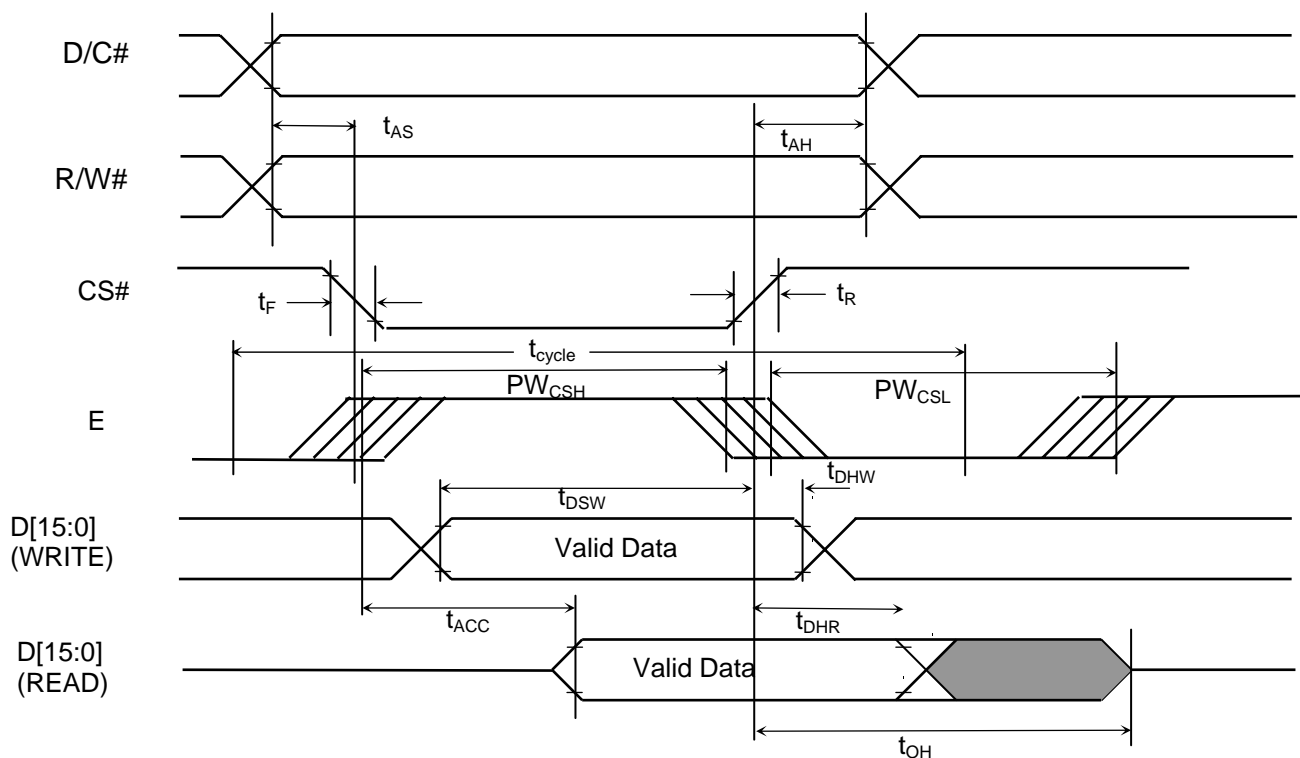 D/C#
tAS
tAH
R/W#
CS#
tF
tR
tcycle
PWCSH
PWCSL
E
tDHW
tDSW
D[15:0]
(WRITE)
Valid Data
tACC
tDHR
D[15:0]
(READ)
Valid Data
tOH